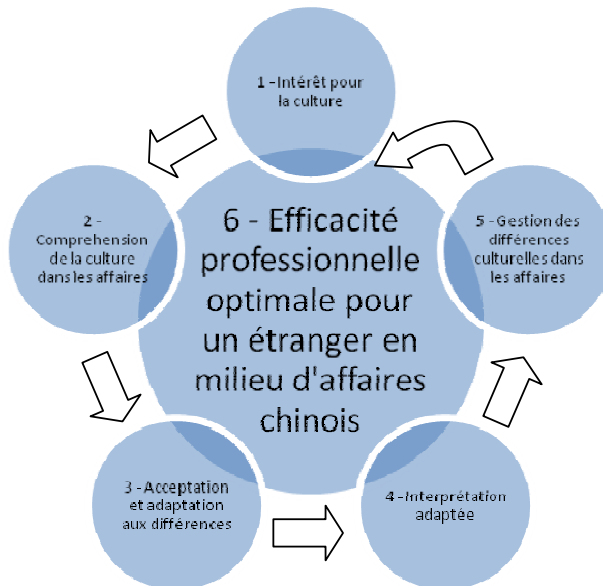 1 - Intérêt pour
la culture
2 -
Comprehension
de la culture
dans les affaires
3 - Acceptation
et adaptation
aux différences
4 - Interprétation
adaptée
5 - Gestion des
différences
culturelles dans
les affaires
6 - Efficacité
professionnelle
optimale pour
un étranger en
milieu d'affaires
chinois